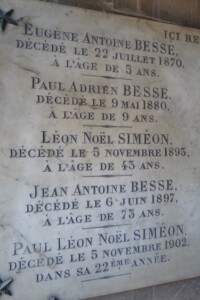 ICI RE
EUGÈNE ANTOINE BESSE,
DÉCÉDÉ LE 22 JUILLET 1870,
À L'ÂGE DE 5 ANS.
PAUL ADRIEN BESSE,
DÉCÉDÉ LE 9 MAI 1880,
À L'ÂGE DE 9 ANS.
LÉON NOËL SIMÉON,
DÉCÉDÉ LE 5 NOVEMBRE 1895,
À L'ÂGE DE 45 ANS.
JEAN ANTOINE BESSE,
DÉCÉDÉ LE 6 JUIN 1897,
À L'ÂGE DE 75 ANS.
PAUL LÉON NOËL SIMÉON,
DÉCÉDÉ LE 5 NOVEMBRE 1902,
DANS SA 22ÈME ANNÉE.